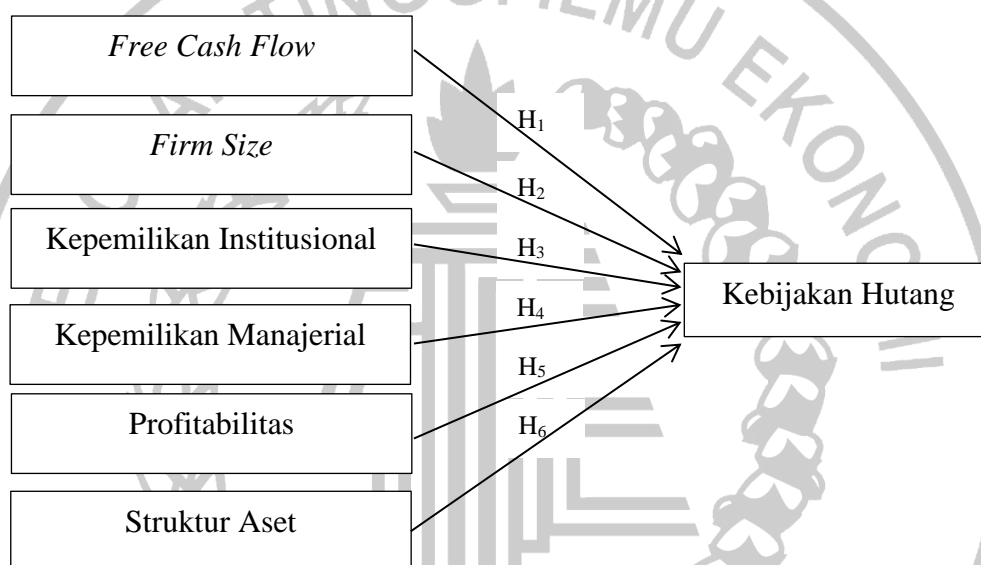 Free Cash Flow
H1
Firm Size
H2
Kepemilikan Institusional
H3
Kebijakan Hutang
Kepemilikan Manajerial
H4
Profitabilitas
H5
H6
Struktur Aset
EKONOMI